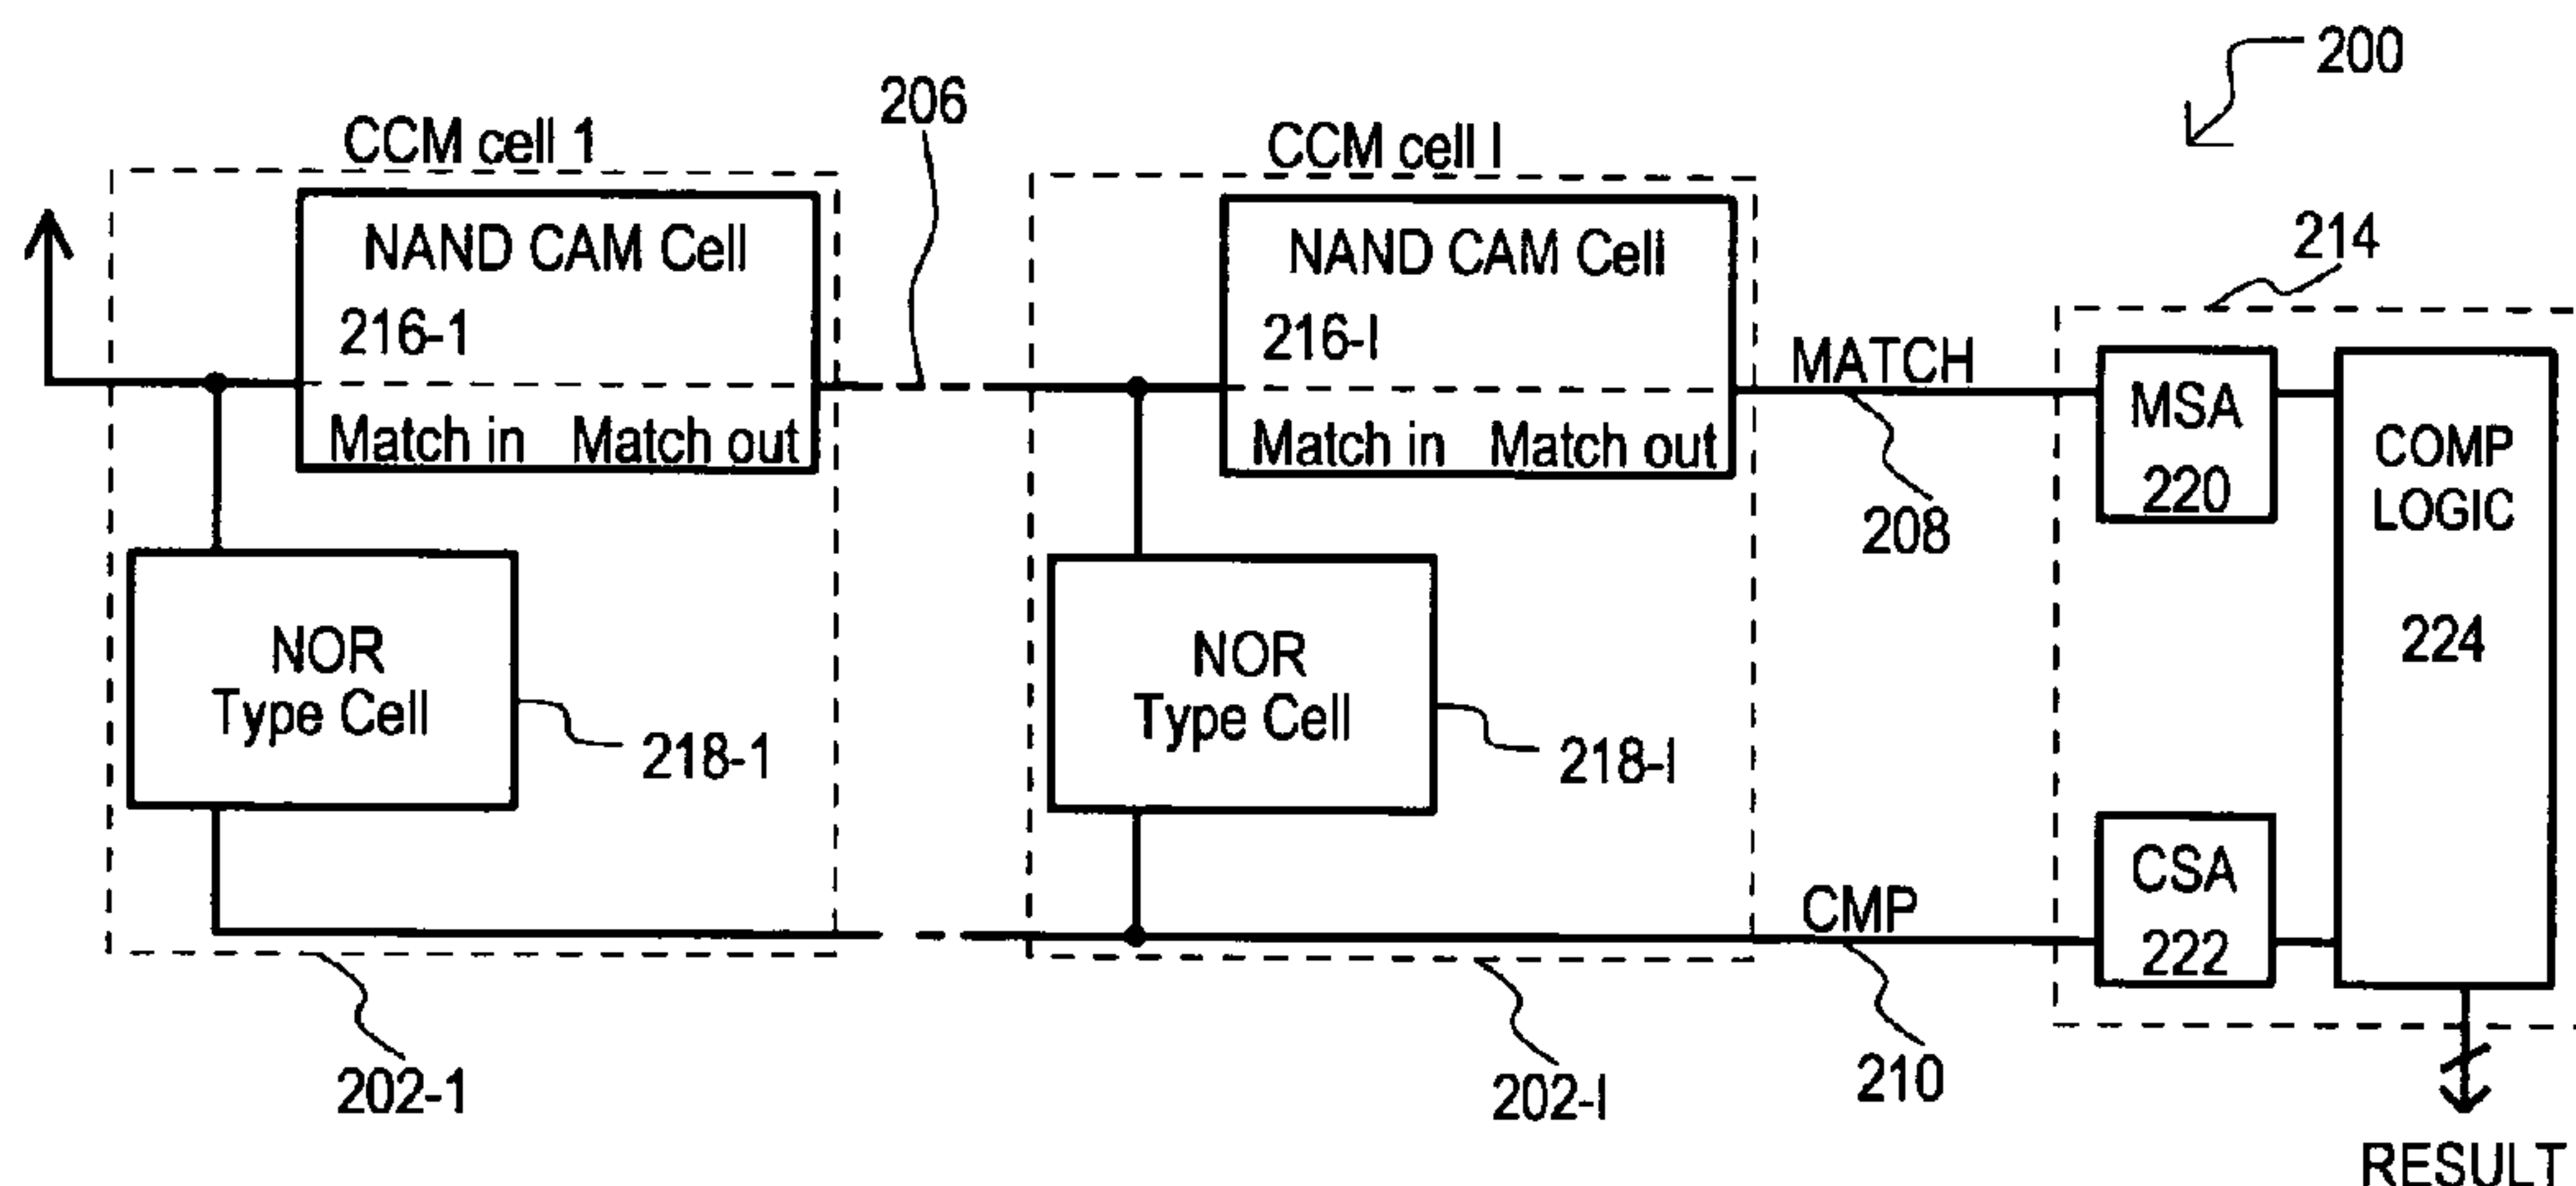 200
206
CCM cell 1
CCM cell I
214
NAND CAM Cell
216-1
Match in Match out
NAND CAM Cell
216-I
Match in Match out
MATCH
208
MSA
220
COMP
LOGIC
224
NOR
Type Cell
218-1
NOR
Type Cell
218-I
CMP
210
CSA
222
202-1
202-I
RESULT